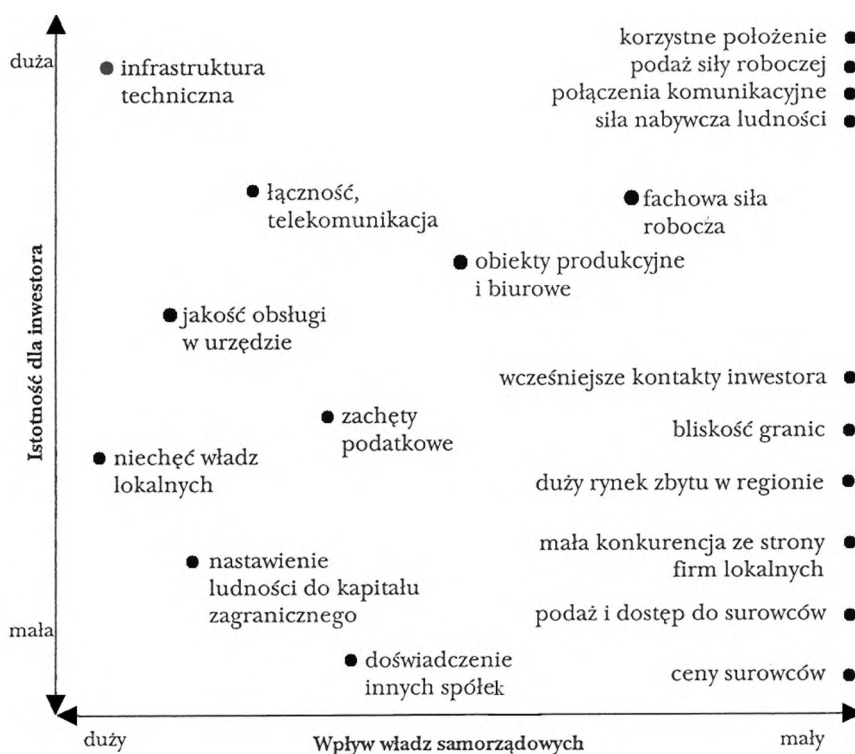 duża
infrastruktura
techniczna
korzystne położenie
podaż siły roboczej
połączenia komunikacyjne
siła nabywcza ludności
łączność,
telekomunikacja
fachowa siła
robocza
obiekty produkcyjne
i biurowe
jakość obsługi
w urzędzie
Istotność dla inwestora
wcześniejsze kontakty inwestora
zachęty
podatkowe
bliskość granic
niechęć władz
lokalnych
duży rynek zbytu w regionie
mała konkurencja ze strony
firm lokalnych
nastawienie
ludności do kapitału
zagranicznego
podaż i dostęp do surowców
mała
doświadczenie
innych spółek
ceny surowców
duży
Wpływ władz samorządowych
mały